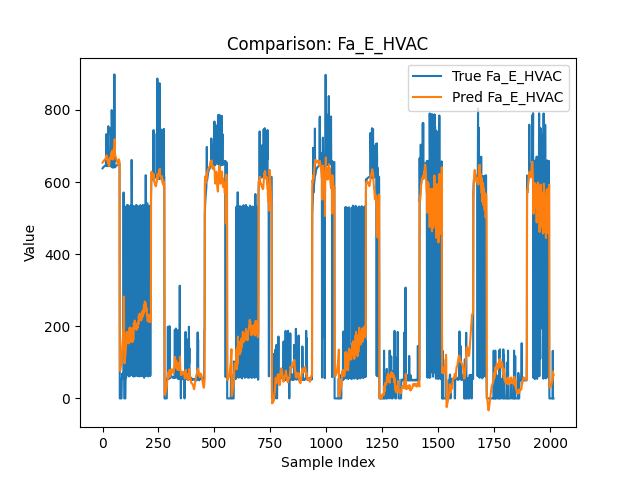 Comparison: Fa_E_HVAC
True Fa_E_HVAC
Pred Fa_E_HVAC
Value
800
600
400
200
0
0 250 500 750 1000 1250 1500 1750 2000
Sample Index